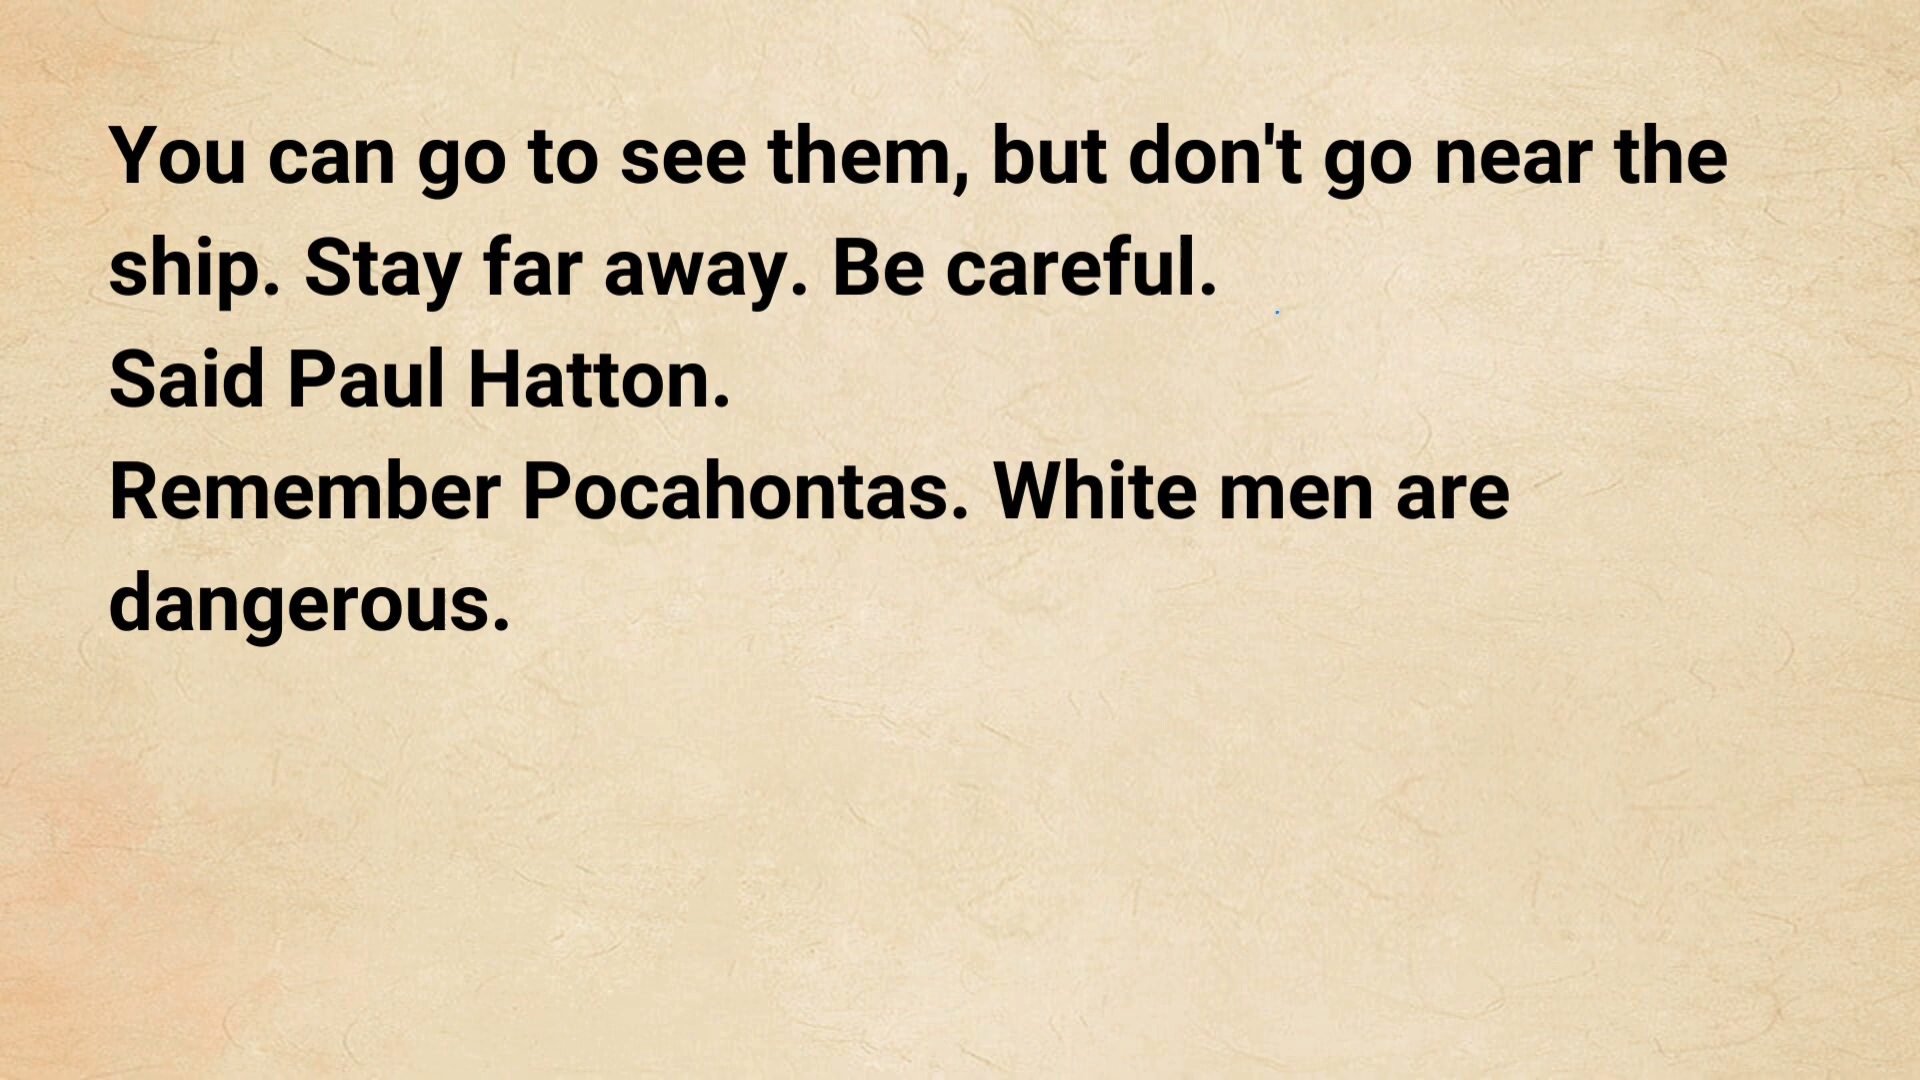 You can go to see them, but don't go near the
ship. Stay far away. Be careful.
Said Paul Hatton.
Remember Pocahontas. White men are
dangerous.